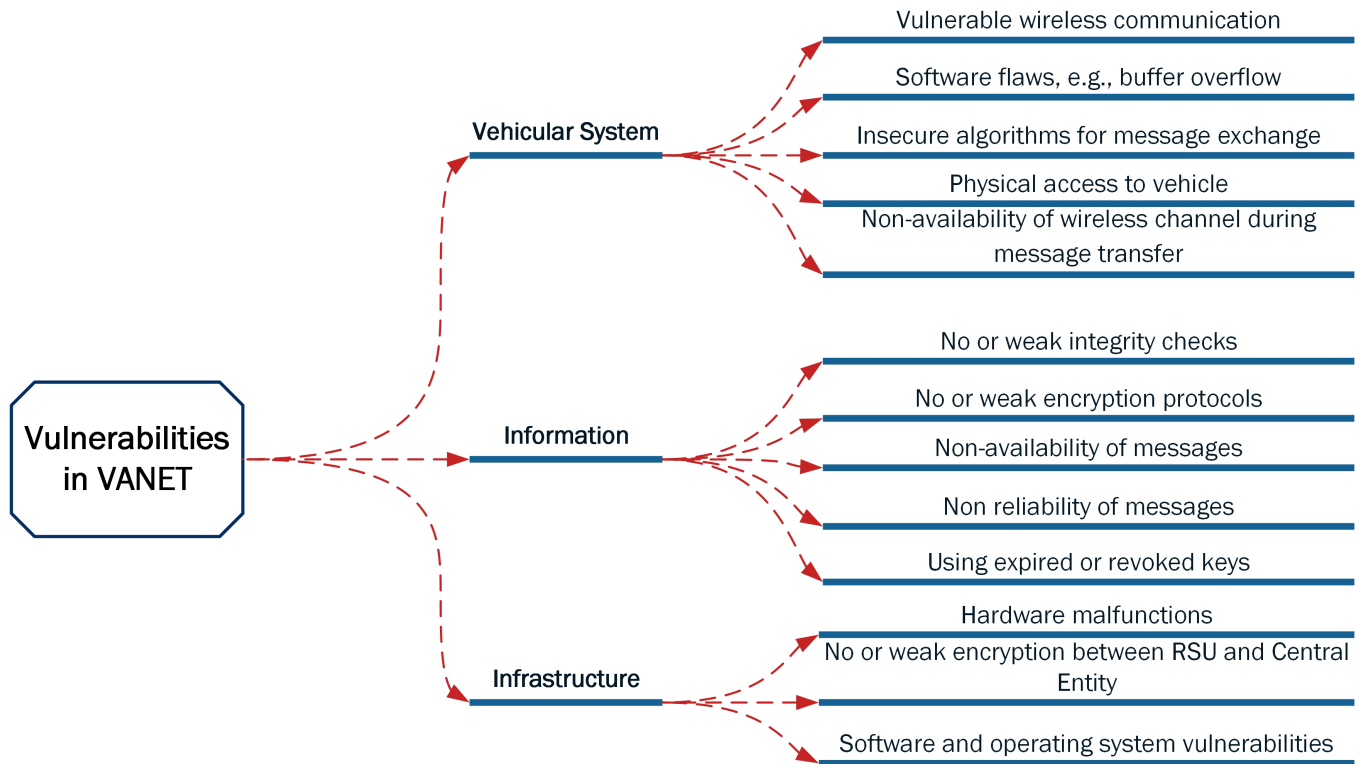 Vulnerabilities
in VANET
Vehicular System
Vulnerable wireless communication
Software flaws, e.g., buffer overflow
Insecure algorithms for message exchange
Physical access to vehicle
Non-availability of wireless channel during
message transfer
Information
No or weak integrity checks
No or weak encryption protocols
Non-availability of messages
Non reliability of messages
Using expired or revoked keys
Infrastructure
Hardware malfunctions
No or weak encryption between RSU and Central
Entity
Software and operating system vulnerabilities